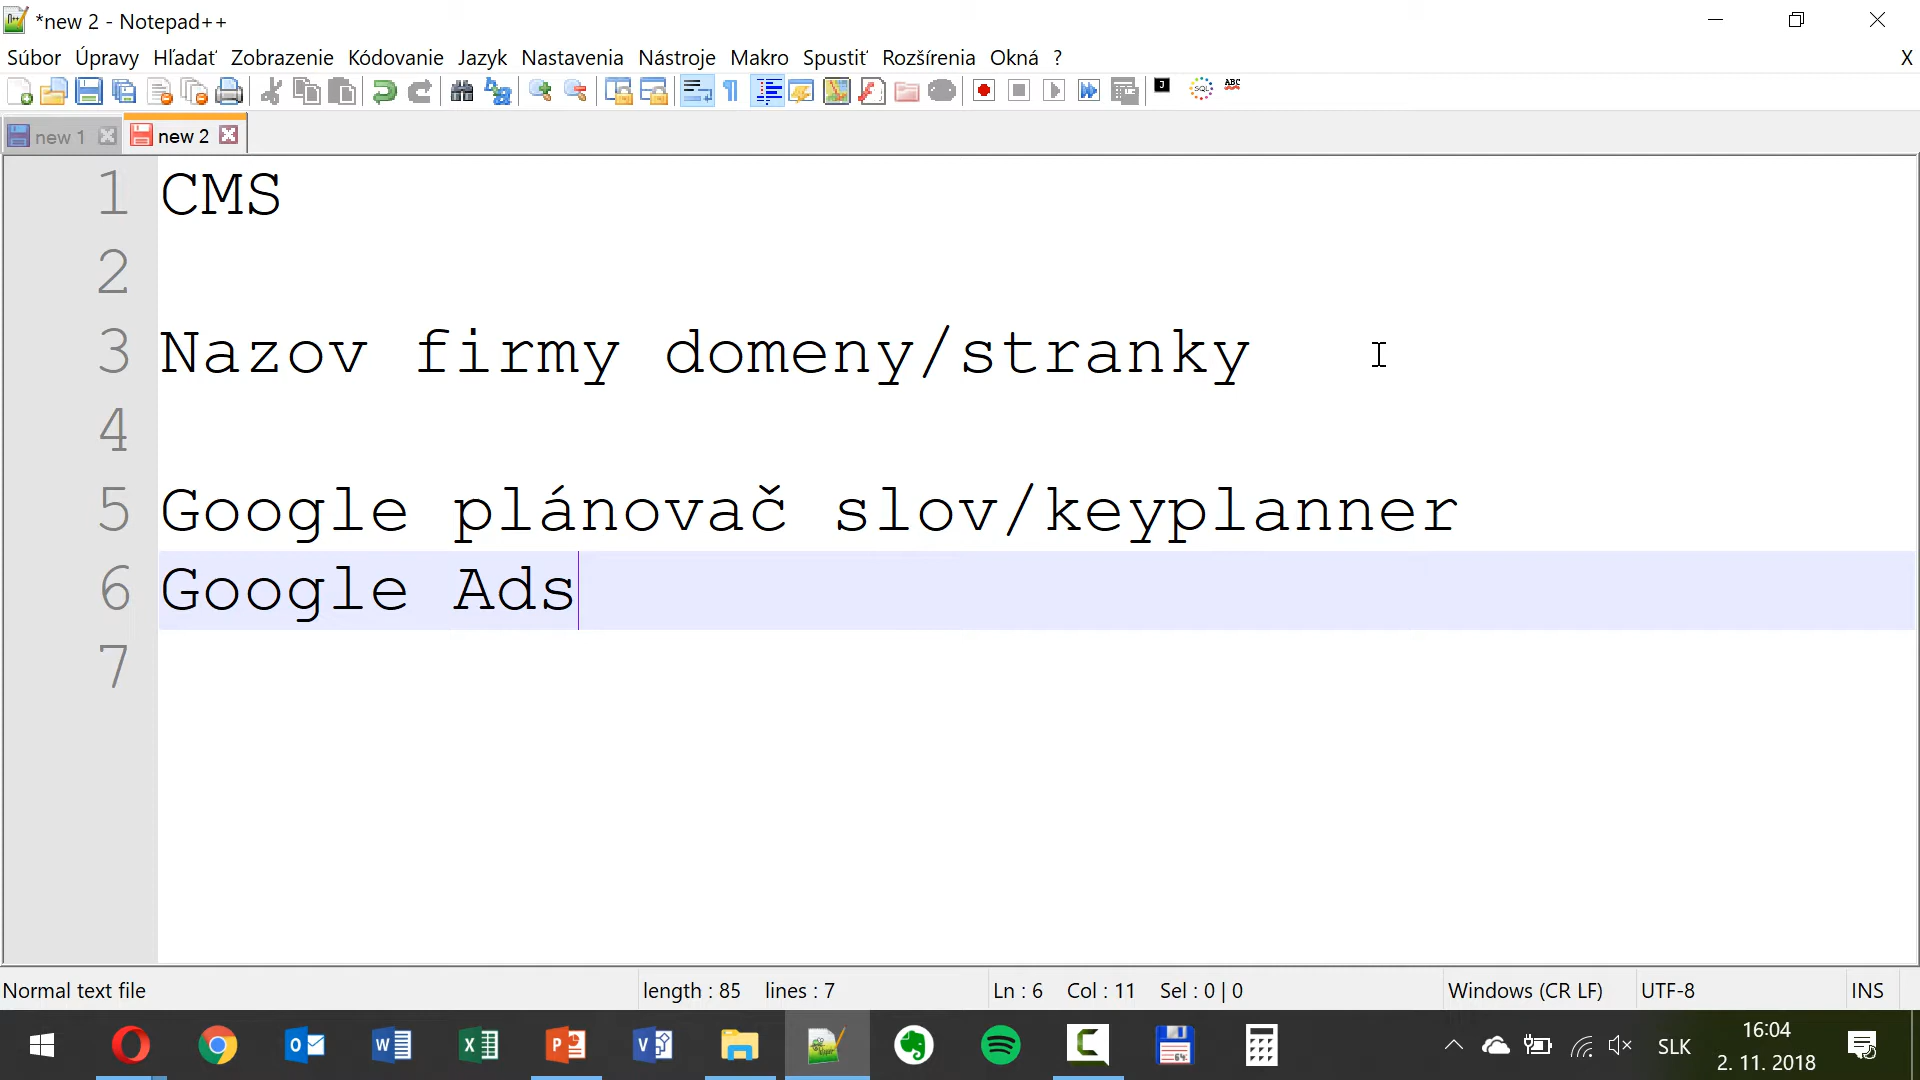 *new 2 - Notepad++
Súbor Úpravy Hľadať Zobrazenie Kódovanie Jazyk Nastavenia Nástroje Makro Spustiť Rozšírenia Okná ? X
new 1 new 2
1 CMS
2
3 Nazov firmy domeny/stranky
4
5 Google plánovač slov/keyplanner
6 Google Ads
7
Normal text file length : 85 lines : 7 Ln : 6 Col : 11 Sel : 0 | 0 Windows (CR LF) UTF-8 INS
SLK
16:04
2. 11. 2018